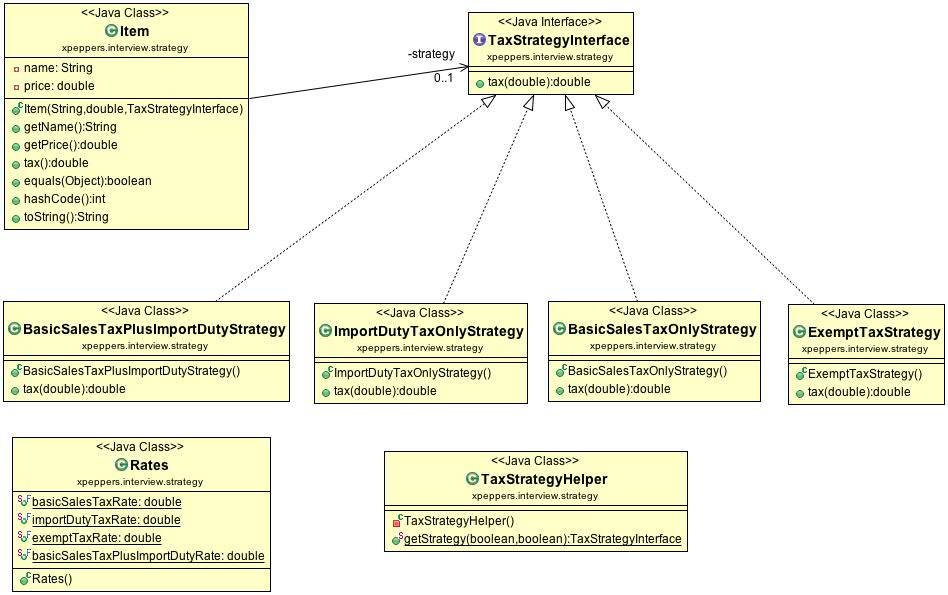 <<Java Class>>
Item
xpeppers.interview.strategy
name: String
price: double
Item(String,double,TaxStrategyInterface)
getName():String
getPrice():double
tax():double
equals(Object):boolean
hashCode():int
toString():String
-strategy
0..1
<<Java Interface>>
TaxStrategyInterface
xpeppers.interview.strategy
tax(double):double
<<Java Class>>
BasicSalesTaxPlusImportDutyStrategy
xpeppers.interview.strategy
BasicSalesTaxPlusImportDutyStrategy()
tax(double):double
<<Java Class>>
ImportDutyTaxOnlyStrategy
xpeppers.interview.strategy
ImportDutyTaxOnlyStrategy()
tax(double):double
<<Java Class>>
BasicSalesTaxOnlyStrategy
xpeppers.interview.strategy
BasicSalesTaxOnlyStrategy()
tax(double):double
<<Java Class>>
ExemptTaxStrategy
xpeppers.interview.strategy
ExemptTaxStrategy()
tax(double):double
<<Java Class>>
Rates
xpeppers.interview.strategy
basicSalesTaxRate: double
importDutyTaxRate: double
exemptTaxRate: double
basicSalesTaxPlusImportDutyRate: double
Rates()
<<Java Class>>
TaxStrategyHelper
xpeppers.interview.strategy
TaxStrategyHelper()
getStrategy(boolean,boolean):TaxStrategyInterface